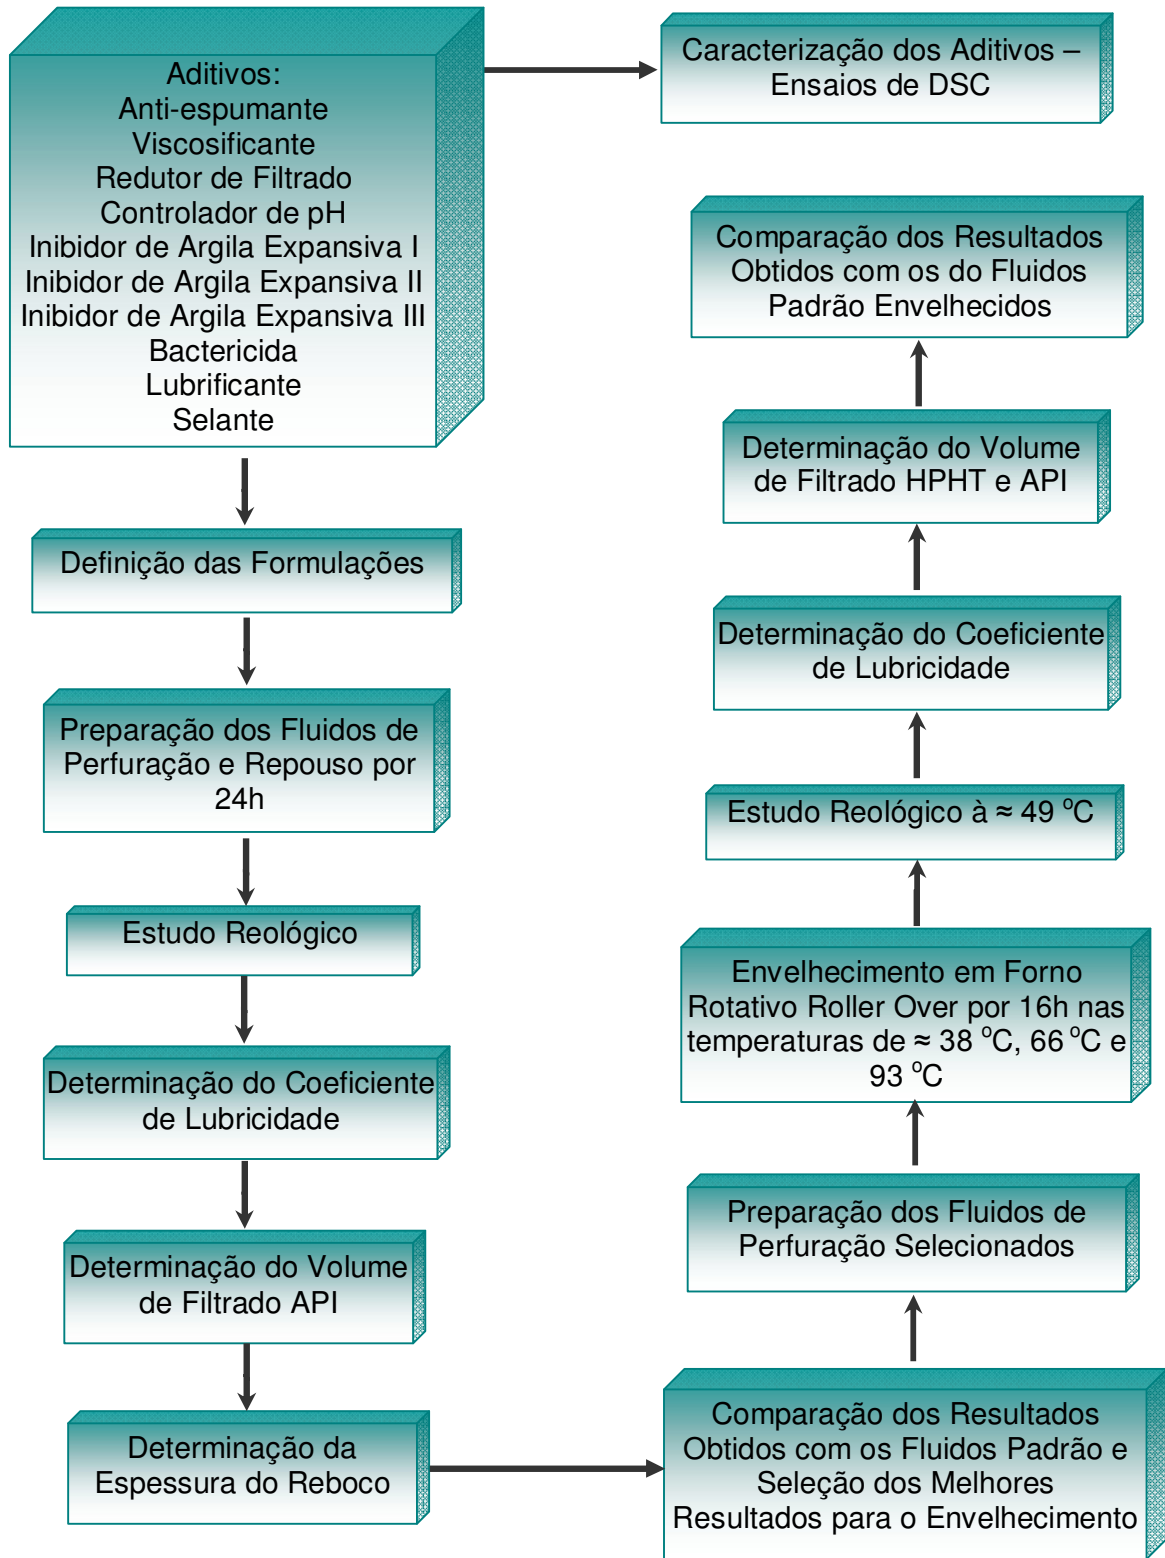 Aditivos:
Anti-espumante
Viscosificante
Redutor de Filtrado
Controlador de pH
Inibidor de Argila Expansiva I
Inibidor de Argila Expansiva II
Inibidor de Argila Expansiva III
Bactericida
Lubrificante
Selante
Caracterização dos Aditivos –
Ensaios de DSC
Definição das Formulações
Preparação dos Fluidos de
Perfuração e Repouso por
24h
Estudo Reológico
Determinação do Coeficiente
de Lubricidade
Determinação do Volume
de Filtrado API
Determinação da
Espessura do Reboco
Comparação dos Resultados
Obtidos com os Fluidos Padrão e
Seleção dos Melhores
Resultados para o Envelhecimento
Preparação dos Fluidos de
Perfuração Selecionados
Envelhecimento em Forno
Rotativo Roller Over por 16h nas
temperaturas de ≈ 38 ºC, 66 ºC e
93 ºC
Estudo Reológico à ≈ 49 ºC
Determinação do Coeficiente
de Lubricidade
Determinação do Volume
de Filtrado HPHT e API
Comparação dos Resultados
Obtidos com os do Fluidos
Padrão Envelhecidos